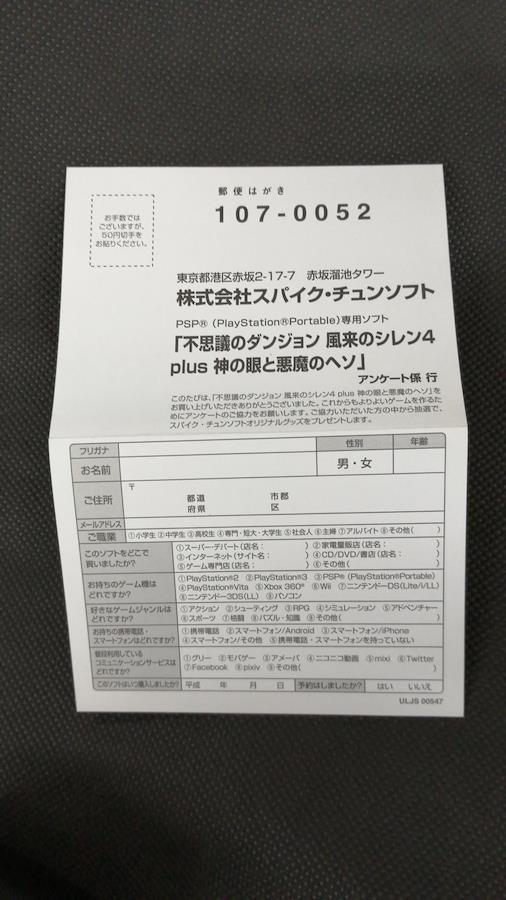 郵便はがき
107-0052
お手数では
ございますが、
50円切手を
お貼りください。
東京都港区赤坂2-17-7 赤坂溜池タワー
株式会社スパイク・チュンソフト
PSP®(PlayStation®Portable)専用ソフト
「不思議のダンジョン 風来のシレン4
plus 神の眼と悪魔のヘソ」
アンケート係 行
このたびは、「不思議のダンジョン 風来のシレン4 plus 神の眼と悪魔のヘソ」を
お買い上げいただきありがとうございました。これからもよりよいゲームを作るた
めにアンケートのご協力をお願いします。ご協力いただいた方の中から抽選で、
スパイク・チュンソフトオリジナルグッズをプレゼントします。
フリガナ 性別 年齢
お名前 男・女
ご住所 〒
都道 市郡
府県 区
メールアドレス
ご職業 ①小学生 ②中学生 ③高校生 ④専門・短大・大学生 ⑤社会人 ⑥主婦 ⑦アルバイト ⑧その他( )
このソフトをどこで
買いましたか?
①スーパー・デパート(店名: ) ②家電量販店(店名: )
③インターネット(サイト名: ) ④CD/DVD/書店(店名: )
⑤ゲーム専門店(店名: ) ⑥その他( )
お持ちのゲーム機は
どれですか?
①PlayStation®2 ②PlayStation®3 ③PSP®(PlayStation®Portable)
④PlayStation®Vita ⑤Xbox 360® ⑥Wii ⑦ニンテンドーDS(Lite/i/LL)
⑧ニンテンドー3DS(LL) ⑨パソコン
好きなゲームジャンルは
どれですか?
①アクション ②シューティング ③RPG ④シミュレーション ⑤アドベンチャー
⑥スポーツ ⑦格闘 ⑧パズル・知識 ⑨その他( )
お持ちの携帯電話・
スマートフォンはどれですか?
①携帯電話 ②スマートフォン/Android ③スマートフォン/iPhone
④スマートフォン/その他 ⑤携帯電話・スマートフォンを持っていない
普段利用している
コミュニケーションサービスは
どれですか?
①グリー ②モバゲー ③アメーバ ④ニコニコ動画 ⑤mixi ⑥Twitter
⑦Facebook ⑧pixiv ⑨その他( )
このソフトはいつ購入しましたか? 平成 年 月 日 予約はしましたか? はい いいえ
ULJS 00547